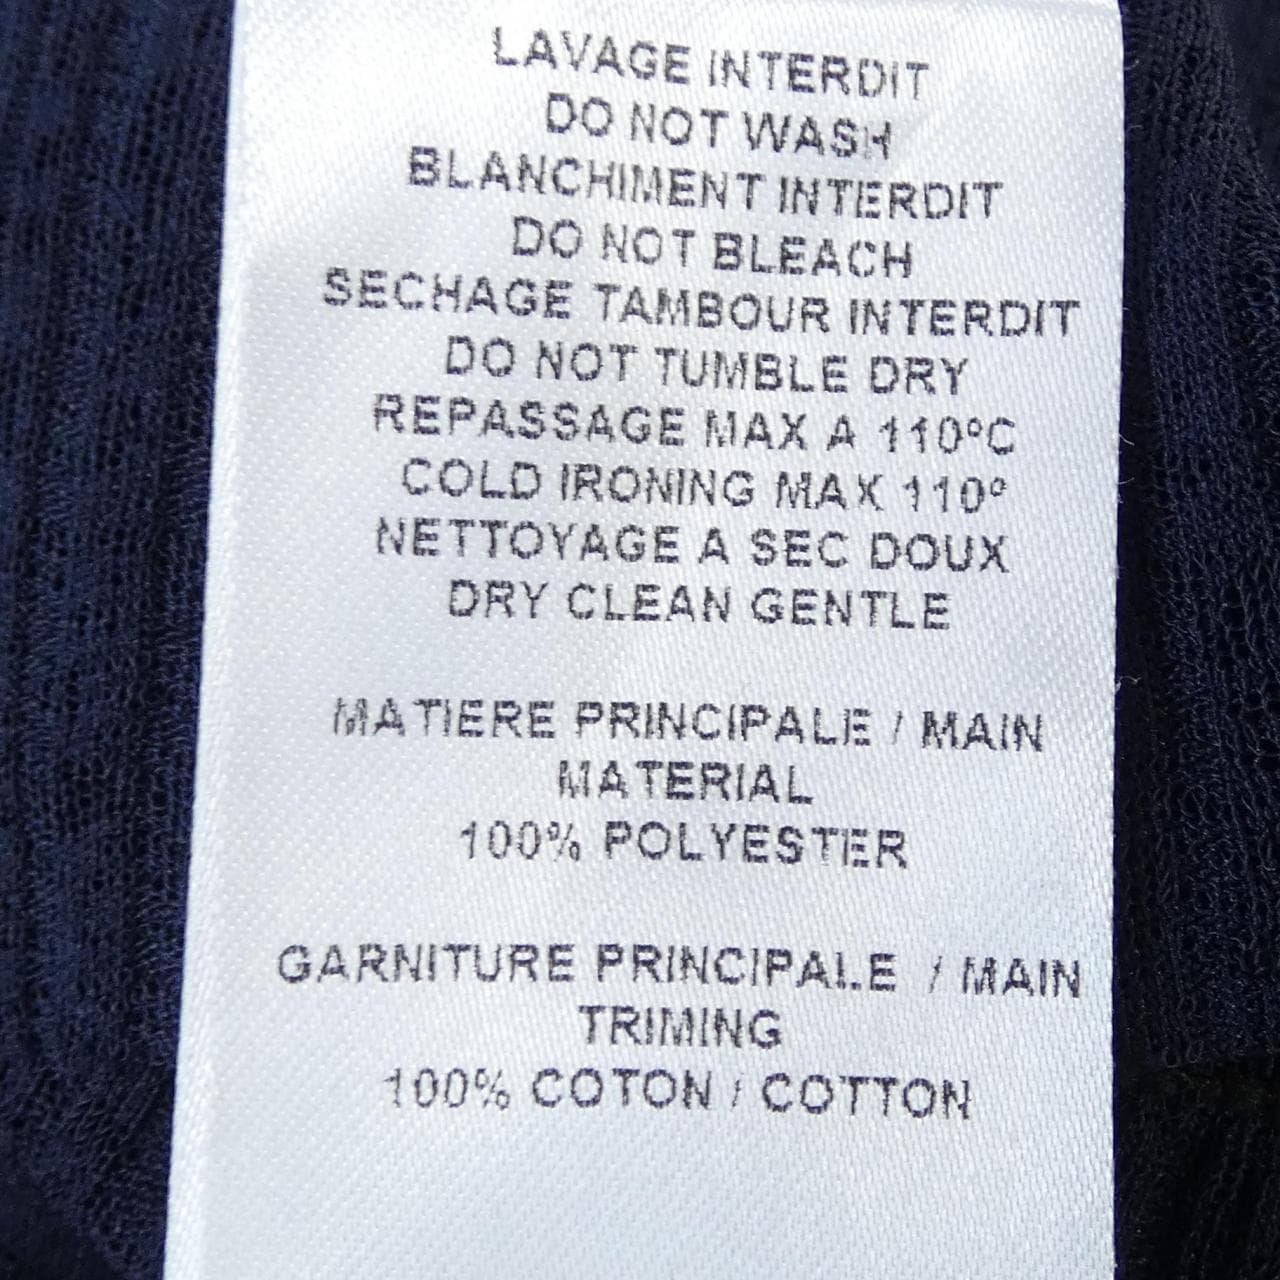 LAVAGE INTERDIT
DO NOT WASH
BLANCHIMENT INTERDIT
DO NOT BLEACH
SECHAGE TAMBOUR INTERDIT
DO NOT TUMBLE DRY
REPASSAGE MAX A 110°C
COLD IRONING MAX 110°
NETTOYAGE A SEC DOUX
DRY CLEAN GENTLE
MATIERE PRINCIPALE / MAIN
MATERIAL
100% POLYESTER
GARNITURE PRINCIPALE / MAIN
TRIMING
100% COTON / COTTON